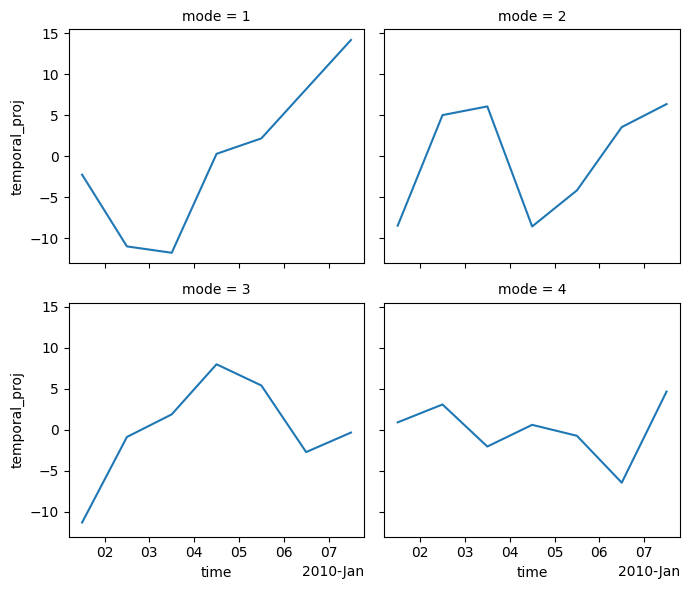 mode = 1
mode = 2
15
10
5
0
−5
−10
temporal_proj
mode = 3
mode = 4
15
10
5
0
−5
−10
temporal_proj
02 03 04 05 06 07
02 03 04 05 06 07
time
2010-Jan
time
2010-Jan